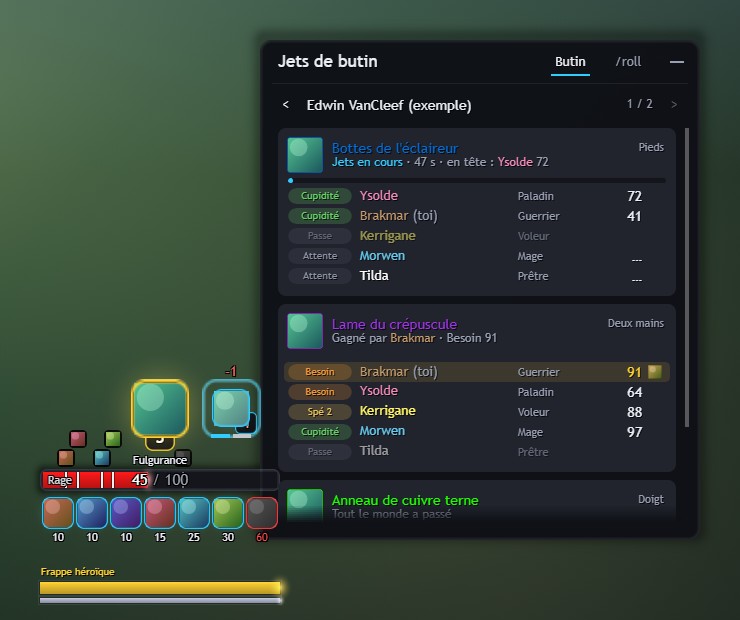 Jets de butin
Butin /roll —
< Edwin VanCleef (exemple) 1 / 2 >
Bottes de l'éclaireur Pieds
Jets en cours · 47 s · en tête : Ysolde 72
Cupidité Ysolde Paladin 72
Cupidité Brakmar (toi) Guerrier 41
Passe Kerrigane Voleur
Attente Morwen Mage ---
Attente Tilda Prêtre ---
Lame du crépuscule Deux mains
Gagné par Brakmar · Besoin 91
Besoin Brakmar (toi) Guerrier 91
Besoin Ysolde Paladin 64
Spé 2 Kerrigane Voleur 88
Cupidité Morwen Mage 97
Passe Tilda Prêtre
Anneau de cuivre terne Doigt
Tout le monde a passé
-1
Fulgurance
Rage 45 / 100
10 10 10 15 25 30 60
Frappe héroïque